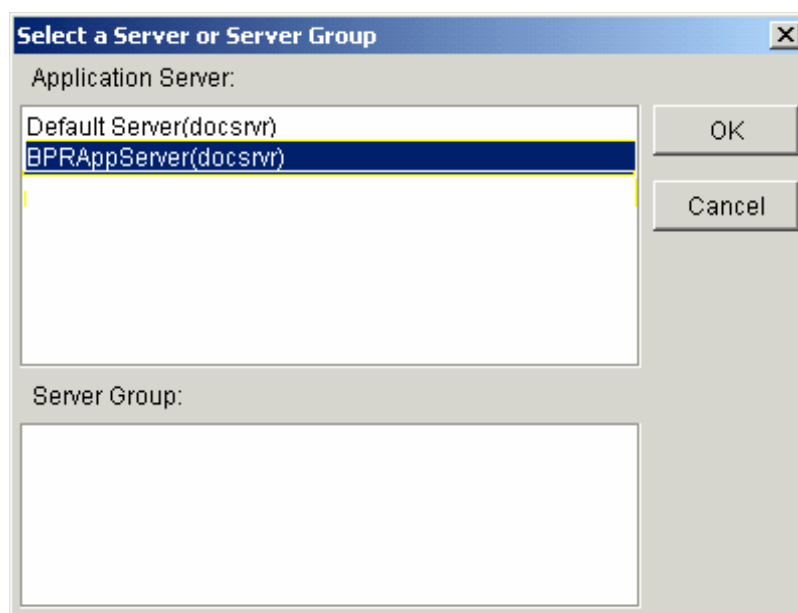 Select a Server or Server Group
Application Server:
Default Server(docsrvr)
BPRAppServer(docsrvr)
OK
Cancel
Server Group: